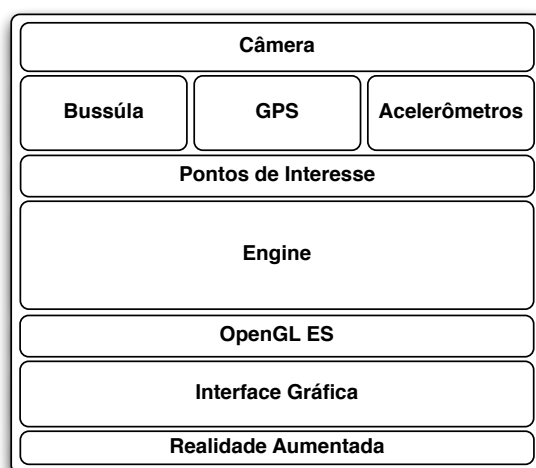 Câmera
Bussúla
GPS
Acelerômetros
Pontos de Interesse
Engine
OpenGL ES
Interface Gráfica
Realidade Aumentada